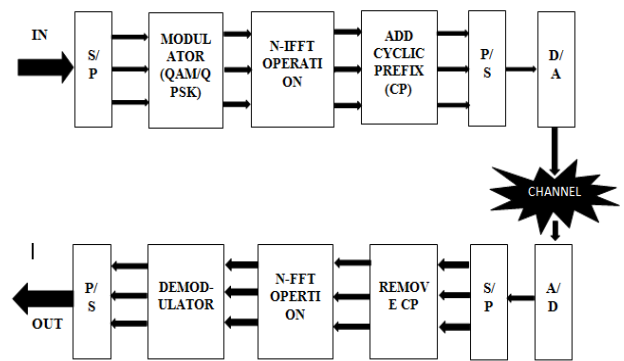 IN
S/
P
MODUL
ATOR
(QAM/Q
PSK)
N-IFFT
OPERATI
ON
ADD
CYCLIC
PREFIX
(CP)
P/
S
D/
A
CHANNEL
OUT
P/
S
DEMOD-
ULATOR
N-FFT
OPERTI
ON
REMOV
E CP
S/
P
A/
D